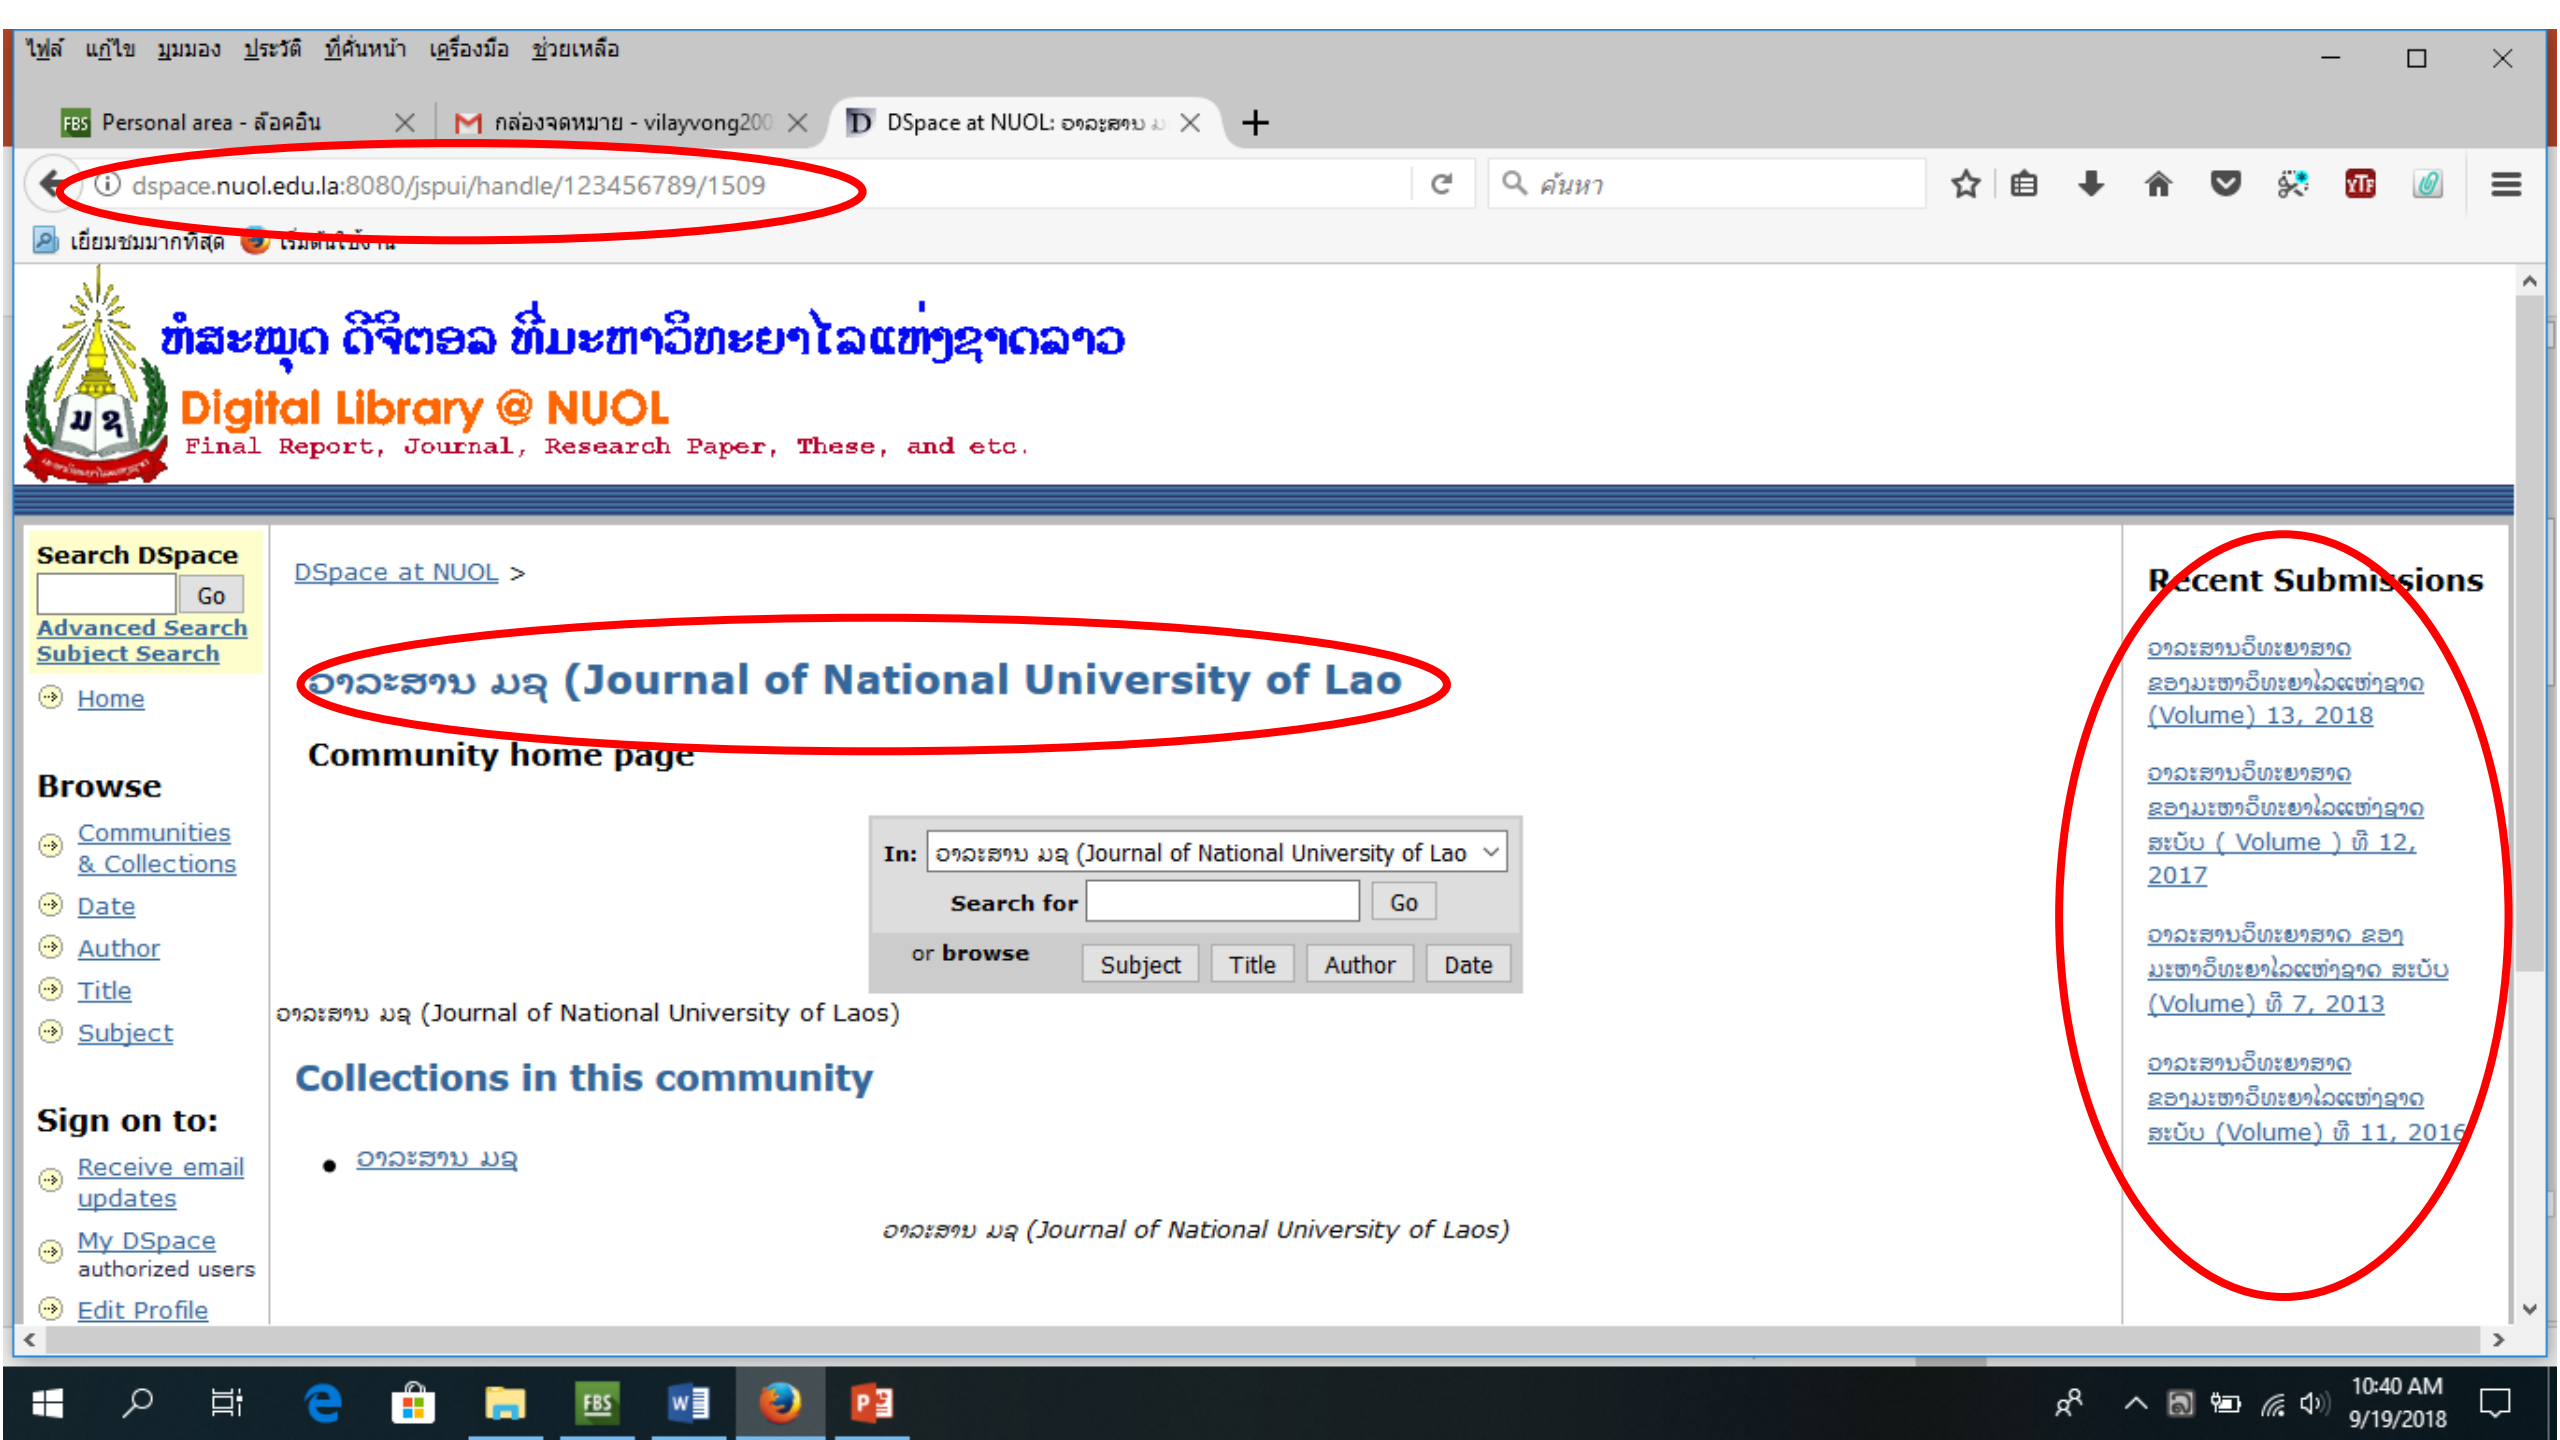 ไฟล์ แก้ไข มุมมอง ประวัติ ที่คั่นหน้า เครื่องมือ ช่วยเหลือ
FBS Personal area - ล๊อคอิน
กล่องจดหมาย - vilayvong200
DSpace at NUOL: ວາລະສານ ມ
dspace.nuol.edu.la:8080/jspui/handle/123456789/1509
ค้นหา
เยี่ยมชมมากที่สุด เริ่มต้นใช้งาน
ຫໍສະໝຸດ ດີຈິຕອລ ທີ່ມະຫາວິທະຍາໄລແຫ່ງຊາດລາວ
Digital Library @ NUOL
Final Report, Journal, Research Paper, These, and etc.
ມ ຊ
Search DSpace
Go
Advanced Search
Subject Search
Home
Browse
Communities
& Collections
Date
Author
Title
Subject
Sign on to:
Receive email
updates
My DSpace
authorized users
Edit Profile
DSpace at NUOL >
ວາລະສານ ມຊ (Journal of National University of Lao
Community home page
In: ວາລະສານ ມຊ (Journal of National University of Lao
Search for Go
or browse Subject Title Author Date
ວາລະສານ ມຊ (Journal of National University of Laos)
Collections in this community
ວາລະສານ ມຊ
ວາລະສານ ມຊ (Journal of National University of Laos)
Recent Submissions
ວາລະສານວິທະຍາສາດ
ຂອງມະຫາວິທະຍາໄລແຫ່ງຊາດ
(Volume) 13, 2018
ວາລະສານວິທະຍາສາດ
ຂອງມະຫາວິທະຍາໄລແຫ່ງຊາດ
ສະບັບ ( Volume ) ທີ 12,
2017
ວາລະສານວິທະຍາສາດ ຂອງ
ມະຫາວິທະຍາໄລແຫ່ງຊາດ ສະບັບ
(Volume) ທີ 7, 2013
ວາລະສານວິທະຍາສາດ
ຂອງມະຫາວິທະຍາໄລແຫ່ງຊາດ
ສະບັບ (Volume) ທີ 11, 2016
FBS
10:40 AM
9/19/2018